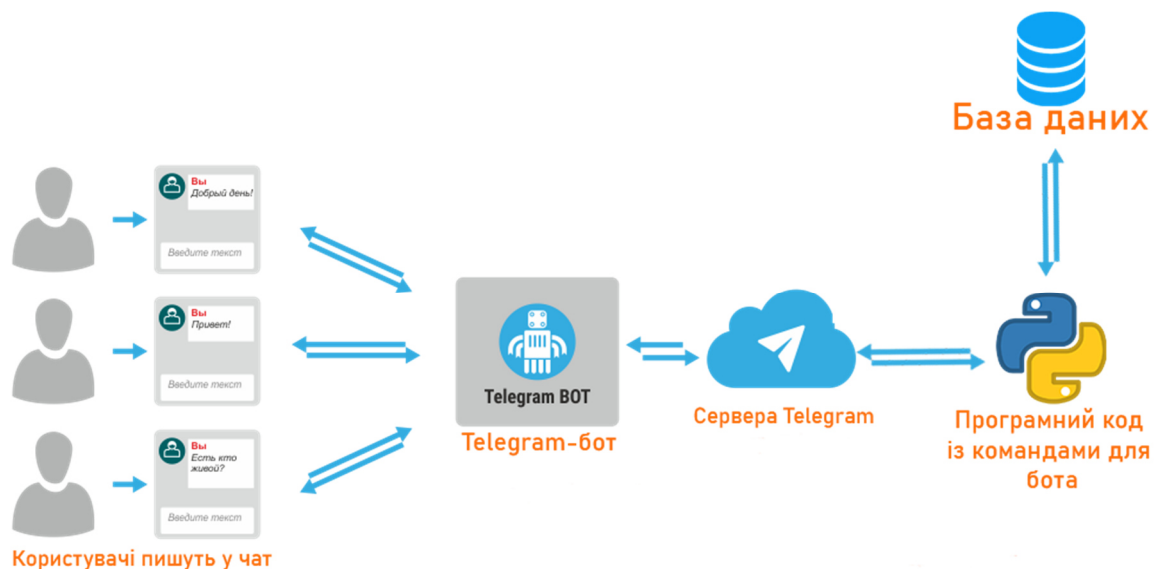 База даних
Вы
Добрый день!
Введите текст
Вы
Привет!
Введите текст
Вы
Есть кто
живой?
Введите текст
Користувачі пишуть у чат
Telegram BOT
Telegram-бот
Сервера Telegram
Програмний код
із командами для
бота